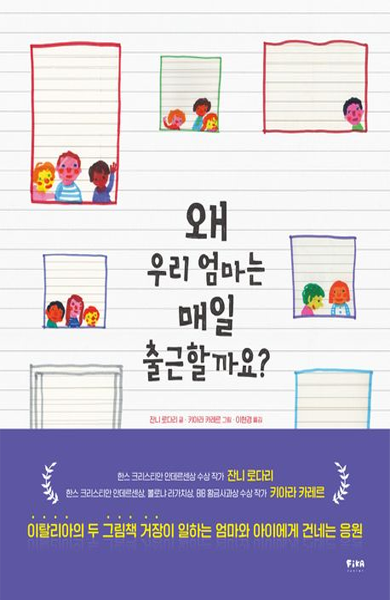 왜
우리 엄마는
매일
출근할까요?
잔니 로다리 글 · 키아라 카레르 그림 · 이현경 옮김
한스 크리스티안 안데르센상 수상 작가 잔니 로다리
한스 크리스티안 안데르센상, 볼로냐 라가치상, BIB 황금사과상 수상 작가 키아라 카레르
이탈리아의 두 그림책 거장이 일하는 엄마와 아이에게 건네는 응원
FIKA